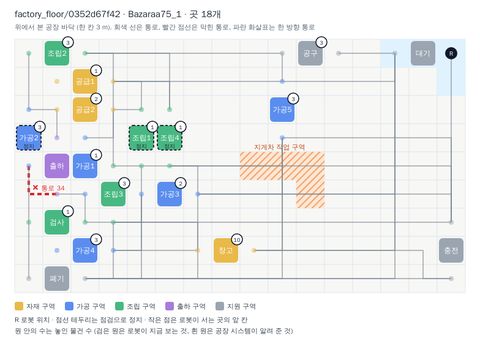 factory_floor/0352d67f42 · Bazaraa75_1 · 곳 18개
위에서 본 공장 바닥 (한 칸 3 m). 회색 선은 통로, 빨간 점선은 막힌 통로, 파란 화살표는 한 방향 통로
조립2 3
공구 3
대기
R
공급1 1
공급2 2
가공5 3
가공2 3
조립1 1
조립4 1
지게차 작업 구역
출하
가공1 1
✕ 통로 34
조립3 3
가공3 2
검사 1
가공4 3
창고 10
충전
폐기
자재 구역
가공 구역
조립 구역
출하 구역
지원 구역
R 로봇 위치 · 점선 테두리는 점검으로 정지 · 작은 점은 로봇이 서는 곳의 앞 칸
원 안의 수는 놓인 물건 수 (검은 원은 로봇이 지금 보는 것, 흰 원은 공장 시스템이 알려 준 것)